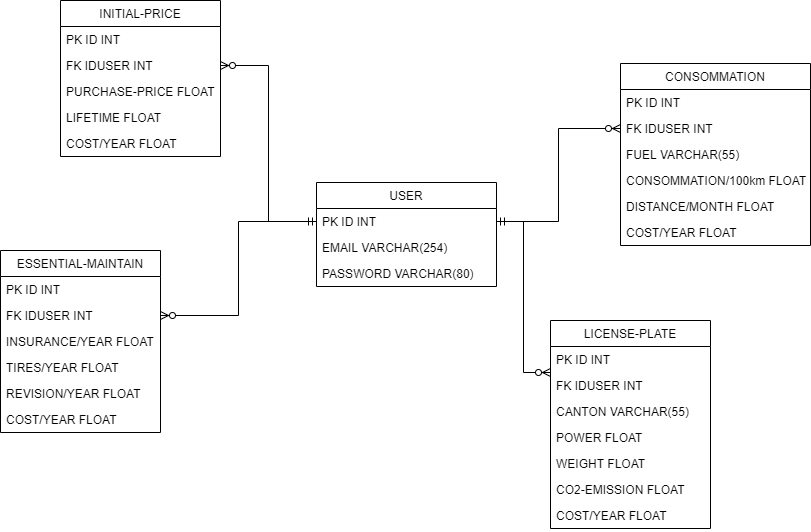 INITIAL-PRICE
PK ID INT
FK IDUSER INT
PURCHASE-PRICE FLOAT
LIFETIME FLOAT
COST/YEAR FLOAT
CONSOMMATION
PK ID INT
FK IDUSER INT
FUEL VARCHAR(55)
CONSOMMATION/100km FLOAT
DISTANCE/MONTH FLOAT
COST/YEAR FLOAT
USER
PK ID INT
EMAIL VARCHAR(254)
PASSWORD VARCHAR(80)
ESSENTIAL-MAINTAIN
PK ID INT
FK IDUSER INT
INSURANCE/YEAR FLOAT
TIRES/YEAR FLOAT
REVISION/YEAR FLOAT
COST/YEAR FLOAT
LICENSE-PLATE
PK ID INT
FK IDUSER INT
CANTON VARCHAR(55)
POWER FLOAT
WEIGHT FLOAT
CO2-EMISSION FLOAT
COST/YEAR FLOAT